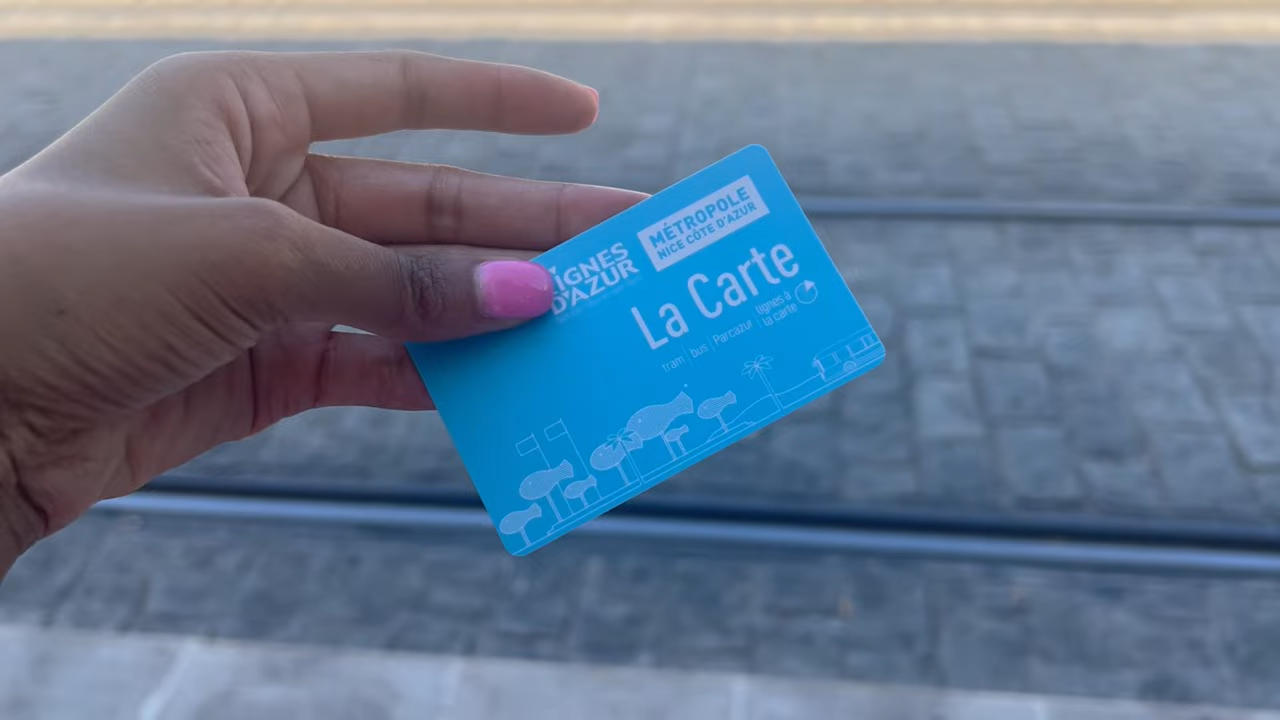 LIGNES
D'AZUR
MÉTROPOLE
NICE CÔTE D'AZUR
La Carte
tram | bus | Parcazur | lignes à
la carte